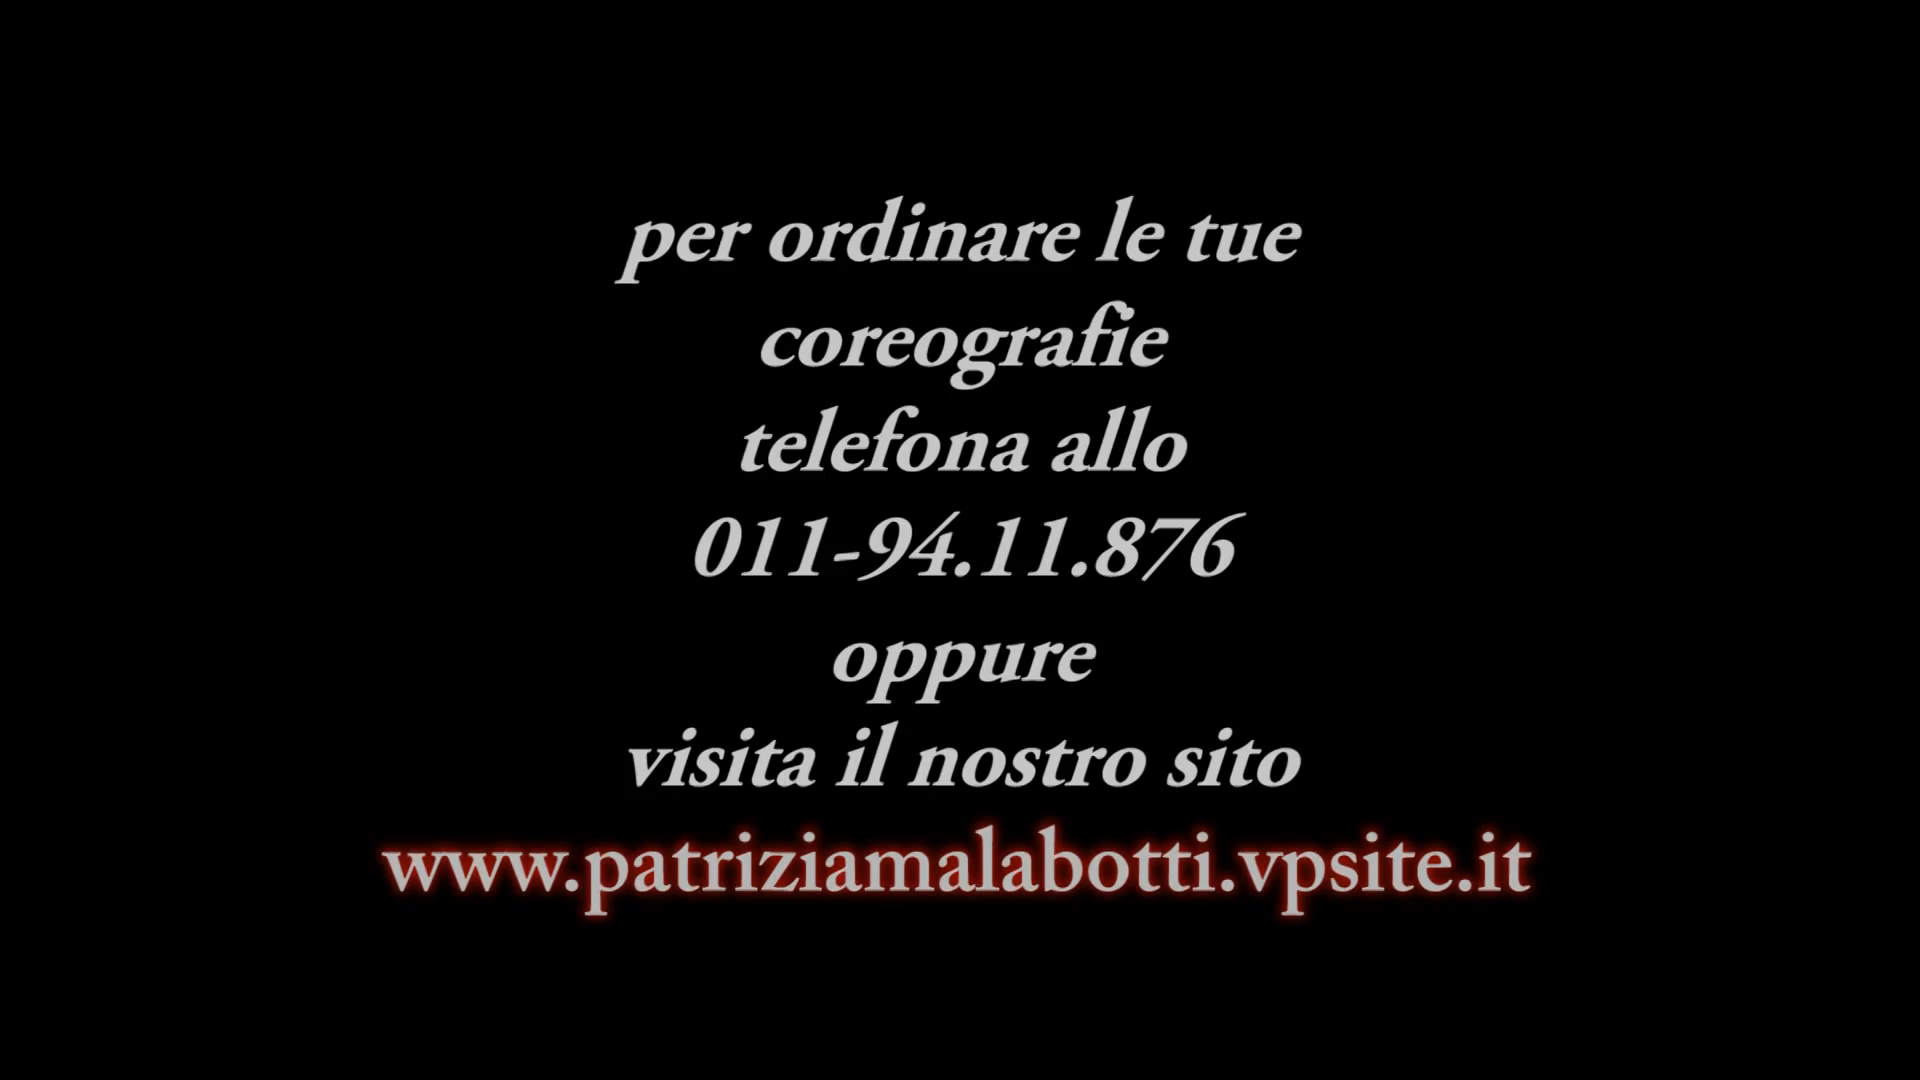 per ordinare le tue
coreografie
telefona allo
011-94.11.876
oppure
visita il nostro sito
www.patriziamalabotti.vpsite.it